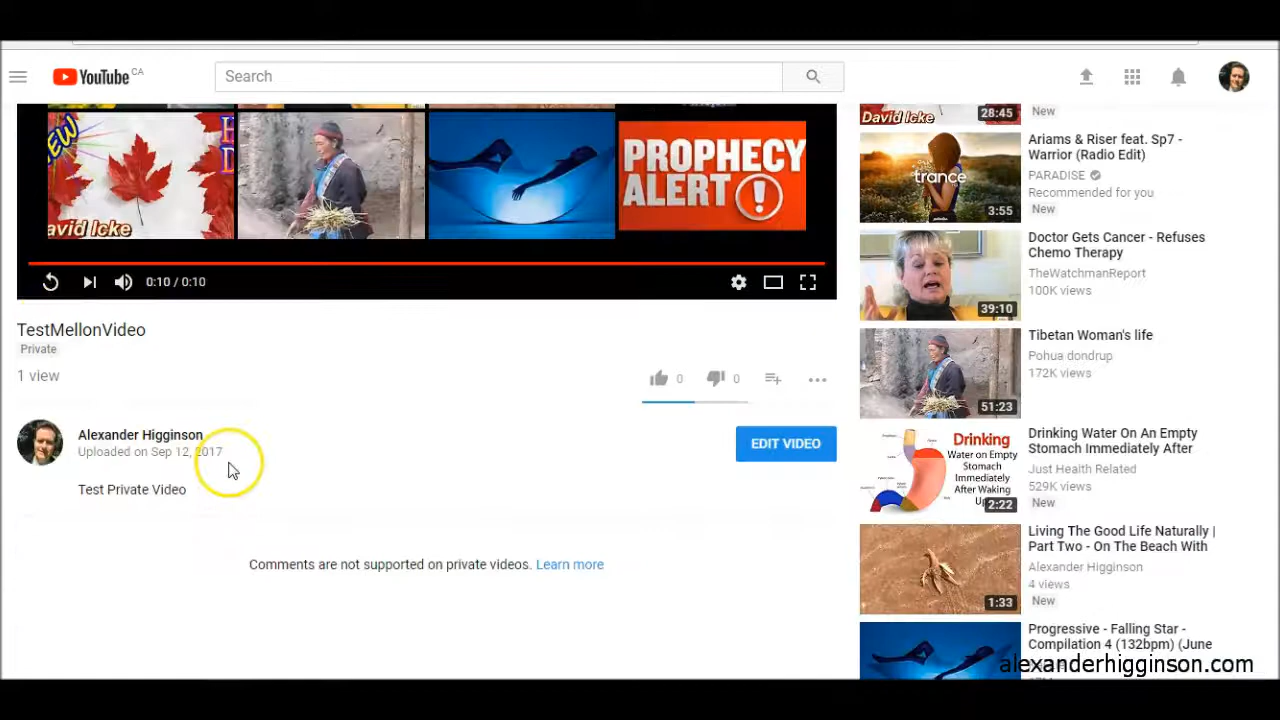 YouTube CA
Search
NEW
David Icke
PROPHECY
ALERT !
0:10 / 0:10
TestMellonVideo
Private
1 view
0
0
Alexander Higginson
Uploaded on Sep 12, 2017
EDIT VIDEO
Test Private Video
Comments are not supported on private videos. Learn more
David Icke
28:45
New
trance
3:55
Ariams & Riser feat. Sp7 -
Warrior (Radio Edit)
PARADISE
Recommended for you
New
39:10
Doctor Gets Cancer - Refuses
Chemo Therapy
TheWatchmanReport
100K views
51:23
Tibetan Woman's life
Pohua dondrup
172K views
Drinking
Water on Empty
Stomach
Immediately
After Waking
Up
2:22
Drinking Water On An Empty
Stomach Immediately After
Just Health Related
529K views
New
1:33
Living The Good Life Naturally |
Part Two - On The Beach With
Alexander Higginson
4 views
New
Progressive - Falling Star -
Compilation 4 (132bpm) (June
alexanderhigginson.com